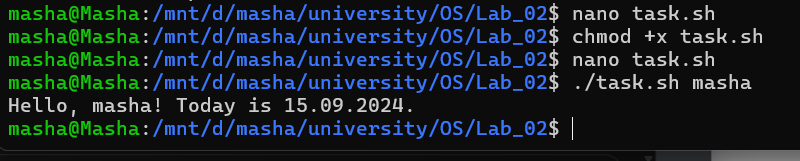 masha@Masha:/mnt/d/masha/university/OS/Lab_02$ nano task.sh
masha@Masha:/mnt/d/masha/university/OS/Lab_02$ chmod +x task.sh
masha@Masha:/mnt/d/masha/university/OS/Lab_02$ nano task.sh
masha@Masha:/mnt/d/masha/university/OS/Lab_02$ ./task.sh masha
Hello, masha! Today is 15.09.2024.
masha@Masha:/mnt/d/masha/university/OS/Lab_02$